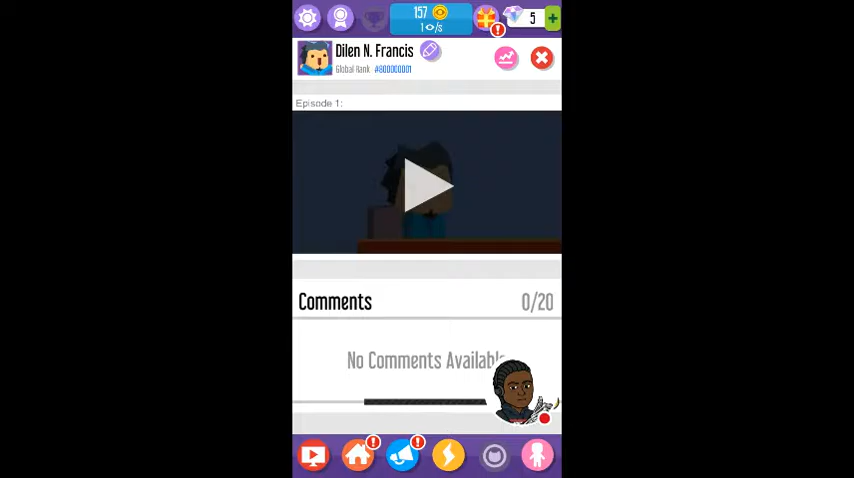 157
1 /s
5
Dilen N. Francis
Global Rank #800000001
Episode 1:
Comments
0/20
No Comments Available